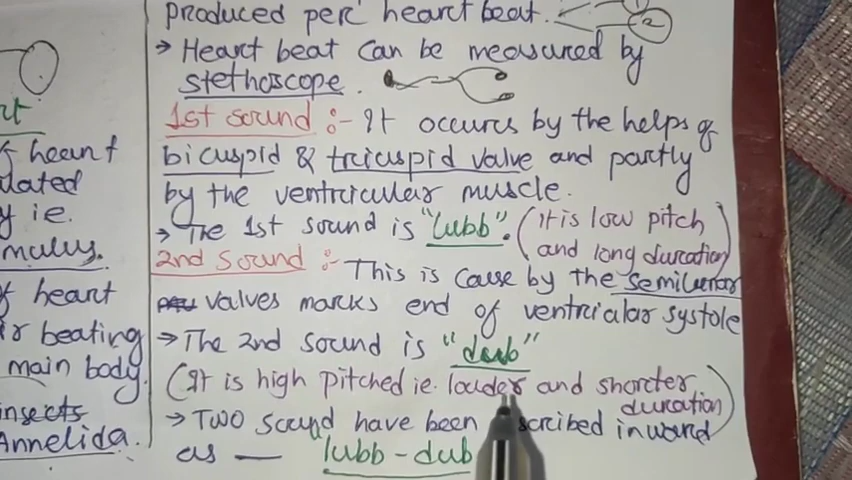 produced per heart beat.
→ Heart beat can be measured by
stethoscope.
1st sound :- It occurs by the helps of
bicuspid & tricuspid valve and partly
by the ventricular muscle.
→ The 1st sound is "lubb". (It is low pitch
and long duration)
2nd Sound :- This is cause by the semilunar
valves marks end of ventricular systole
→ The 2nd sound is "dub"
(It is high pitched ie. louder and shorter
duration)
→ Two sound have been scribed in word
as — lubb-dub
heart
lated
ie.
mulus.
heart
beating
main body.
insects
Annelida.